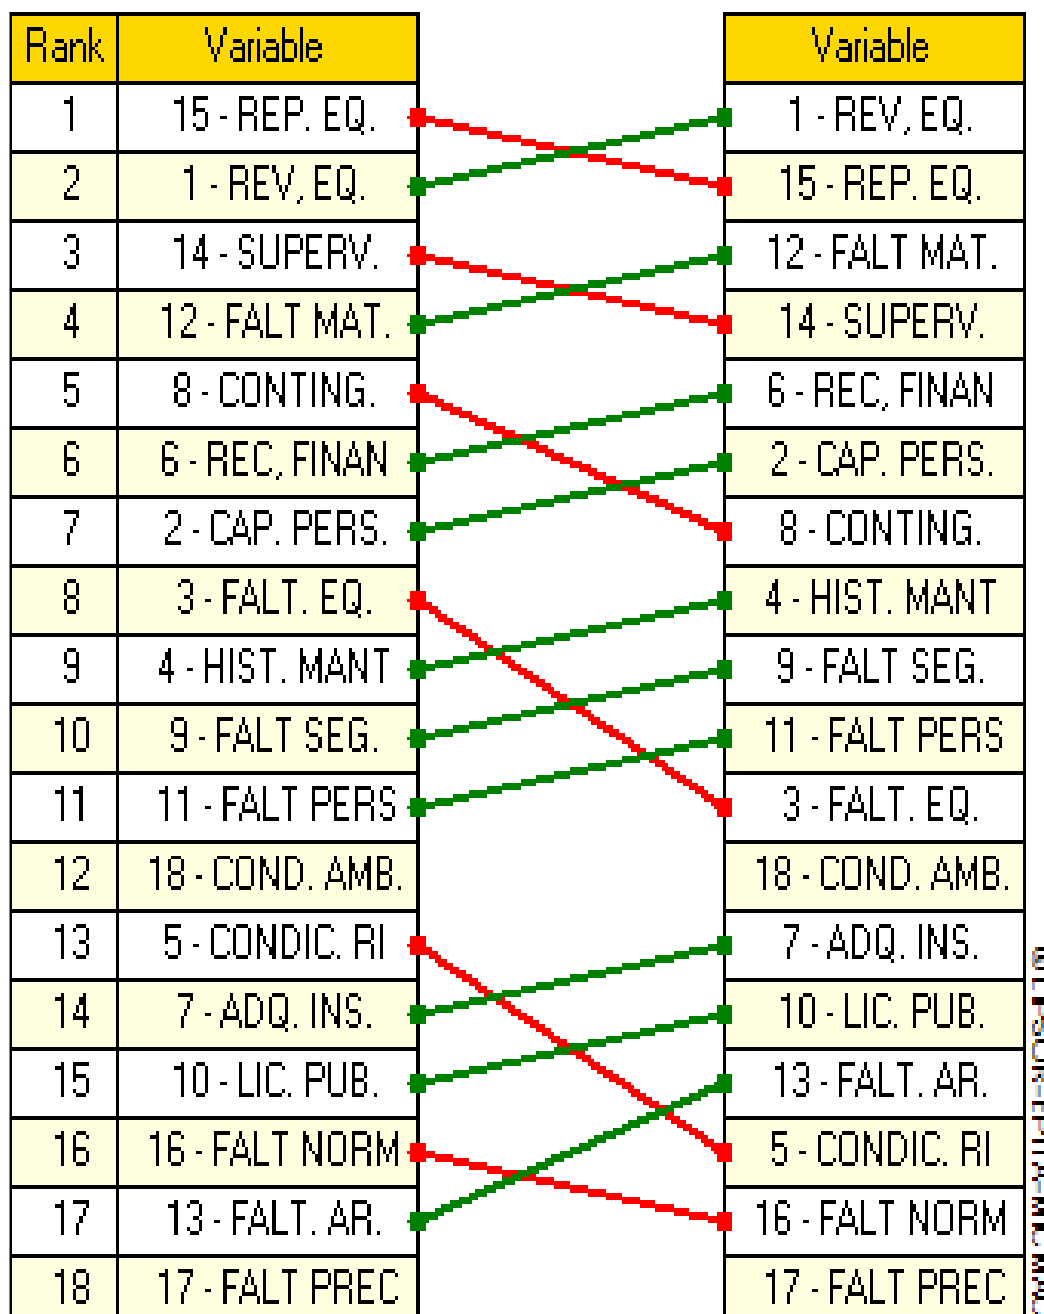 Rank Variable Variable
1 15 - REP. EQ. 1 - REV, EQ.
2 1 - REV, EQ. 15 - REP. EQ.
3 14 - SUPERV. 12 - FALT MAT.
4 12 - FALT MAT. 14 - SUPERV.
5 8 - CONTING. 6 - REC, FINAN
6 6 - REC, FINAN 2 - CAP. PERS.
7 2 - CAP. PERS. 8 - CONTING.
8 3 - FALT. EQ. 4 - HIST. MANT
9 4 - HIST. MANT 9 - FALT SEG.
10 9 - FALT SEG. 11 - FALT PERS
11 11 - FALT PERS 3 - FALT. EQ.
12 18 - COND. AMB. 18 - COND. AMB.
13 5 - CONDIC. RI 7 - ADQ. INS.
14 7 - ADQ. INS. 10 - LIC. PUB.
15 10 - LIC. PUB. 13 - FALT. AR.
16 16 - FALT NORM 5 - CONDIC. RI
17 13 - FALT. AR. 16 - FALT NORM
18 17 - FALT PREC 17 - FALT PREC